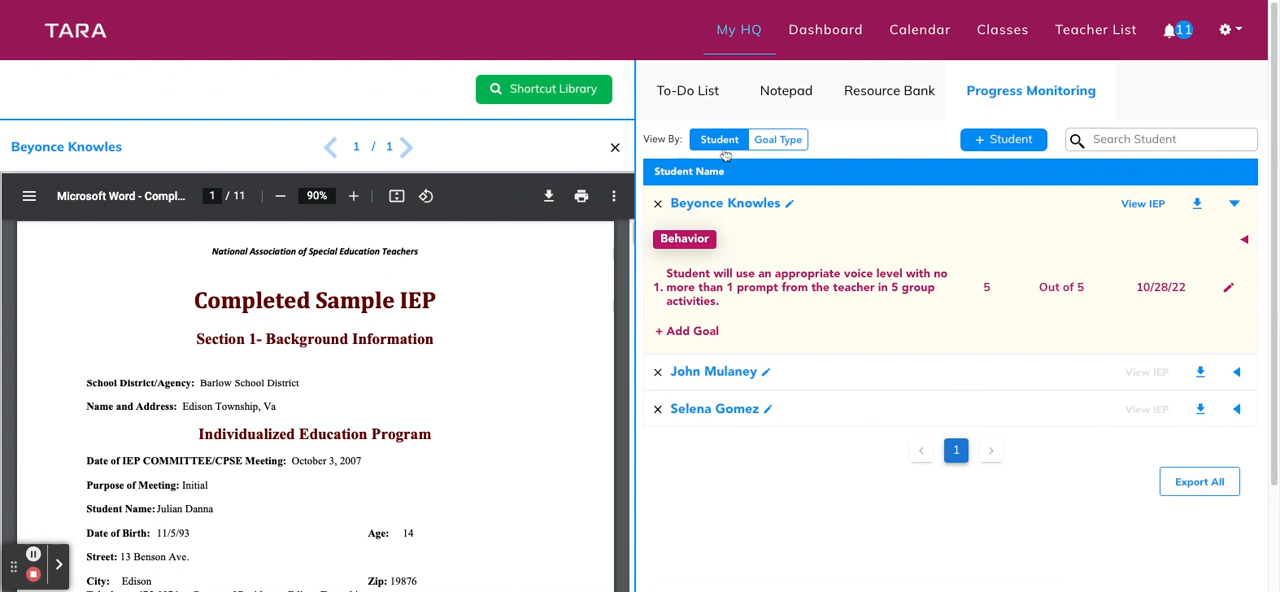 TARA
My HQ Dashboard Calendar Classes Teacher List 11
Shortcut Library
To-Do List Notepad Resource Bank Progress Monitoring
Beyonce Knowles 1 / 1
View By: Student Goal Type + Student Search Student
Student Name
Microsoft Word - Compl... 1 / 11 90%
Beyonce Knowles View IEP
Behavior
1. Student will use an appropriate voice level with no
more than 1 prompt from the teacher in 5 group
activities.
5 Out of 5 10/28/22
+ Add Goal
John Mulaney View IEP
Selena Gomez View IEP
1
Export All
National Association of Special Education Teachers
Completed Sample IEP
Section 1- Background Information
School District/Agency: Barlow School District
Name and Address: Edison Township, Va
Individualized Education Program
Date of IEP COMMITTEE/CPSE Meeting: October 3, 2007
Purpose of Meeting: Initial
Student Name: Julian Danna
Date of Birth: 11/5/93 Age: 14
Street: 13 Benson Ave.
City: Edison Zip: 19876